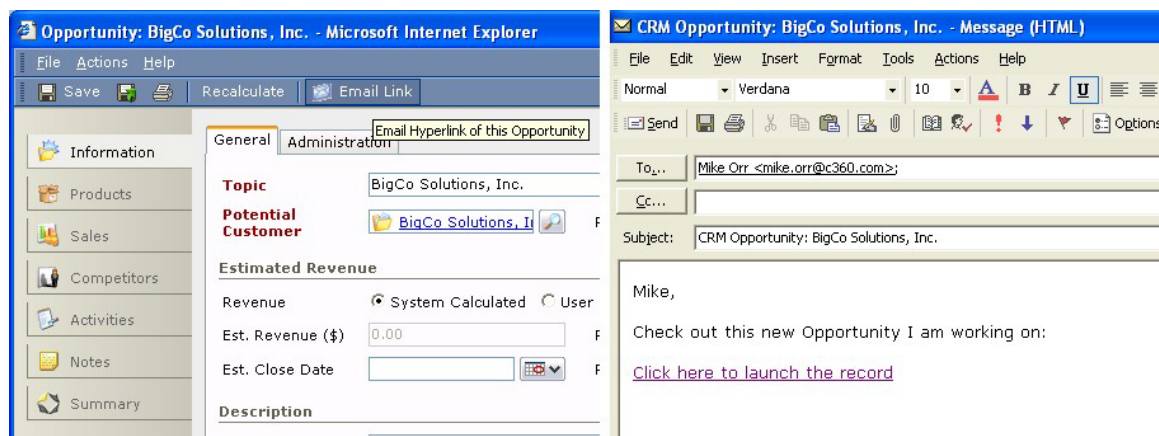 Opportunity: BigCo Solutions, Inc. - Microsoft Internet Explorer
File Actions Help
Save Recalculate Email Link
Email Hyperlink of this Opportunity
Information
Products
Sales
Competitors
Activities
Notes
Summary
General Administration
Topic BigCo Solutions, Inc.
Potential Customer BigCo Solutions, I
Estimated Revenue
Revenue System Calculated User
Est. Revenue ($) 0.00
Est. Close Date
Description
CRM Opportunity: BigCo Solutions, Inc. - Message (HTML)
File Edit View Insert Format Tools Actions Help
Normal Verdana 10 A B I U
Send Options
To... Mike Orr <mike.orr@c360.com>;
Cc...
Subject: CRM Opportunity: BigCo Solutions, Inc.
Mike,
Check out this new Opportunity I am working on:
Click here to launch the record